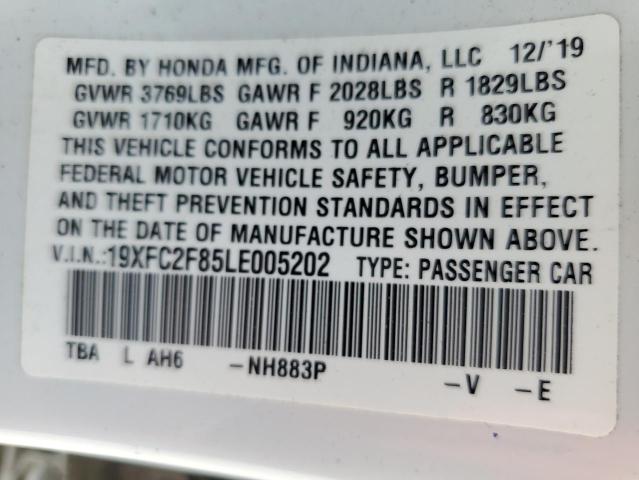 MFD. BY HONDA MFG. OF INDIANA, LLC 12/'19
GVWR 3769LBS GAWR F 2028LBS R 1829LBS
GVWR 1710KG GAWR F 920KG R 830KG
THIS VEHICLE CONFORMS TO ALL APPLICABLE
FEDERAL MOTOR VEHICLE SAFETY, BUMPER,
AND THEFT PREVENTION STANDARDS IN EFFECT
ON THE DATE OF MANUFACTURE SHOWN ABOVE.
V.I.N.:19XFC2F85LE005202 TYPE: PASSENGER CAR
TBA L AH6 -NH883P -V -E